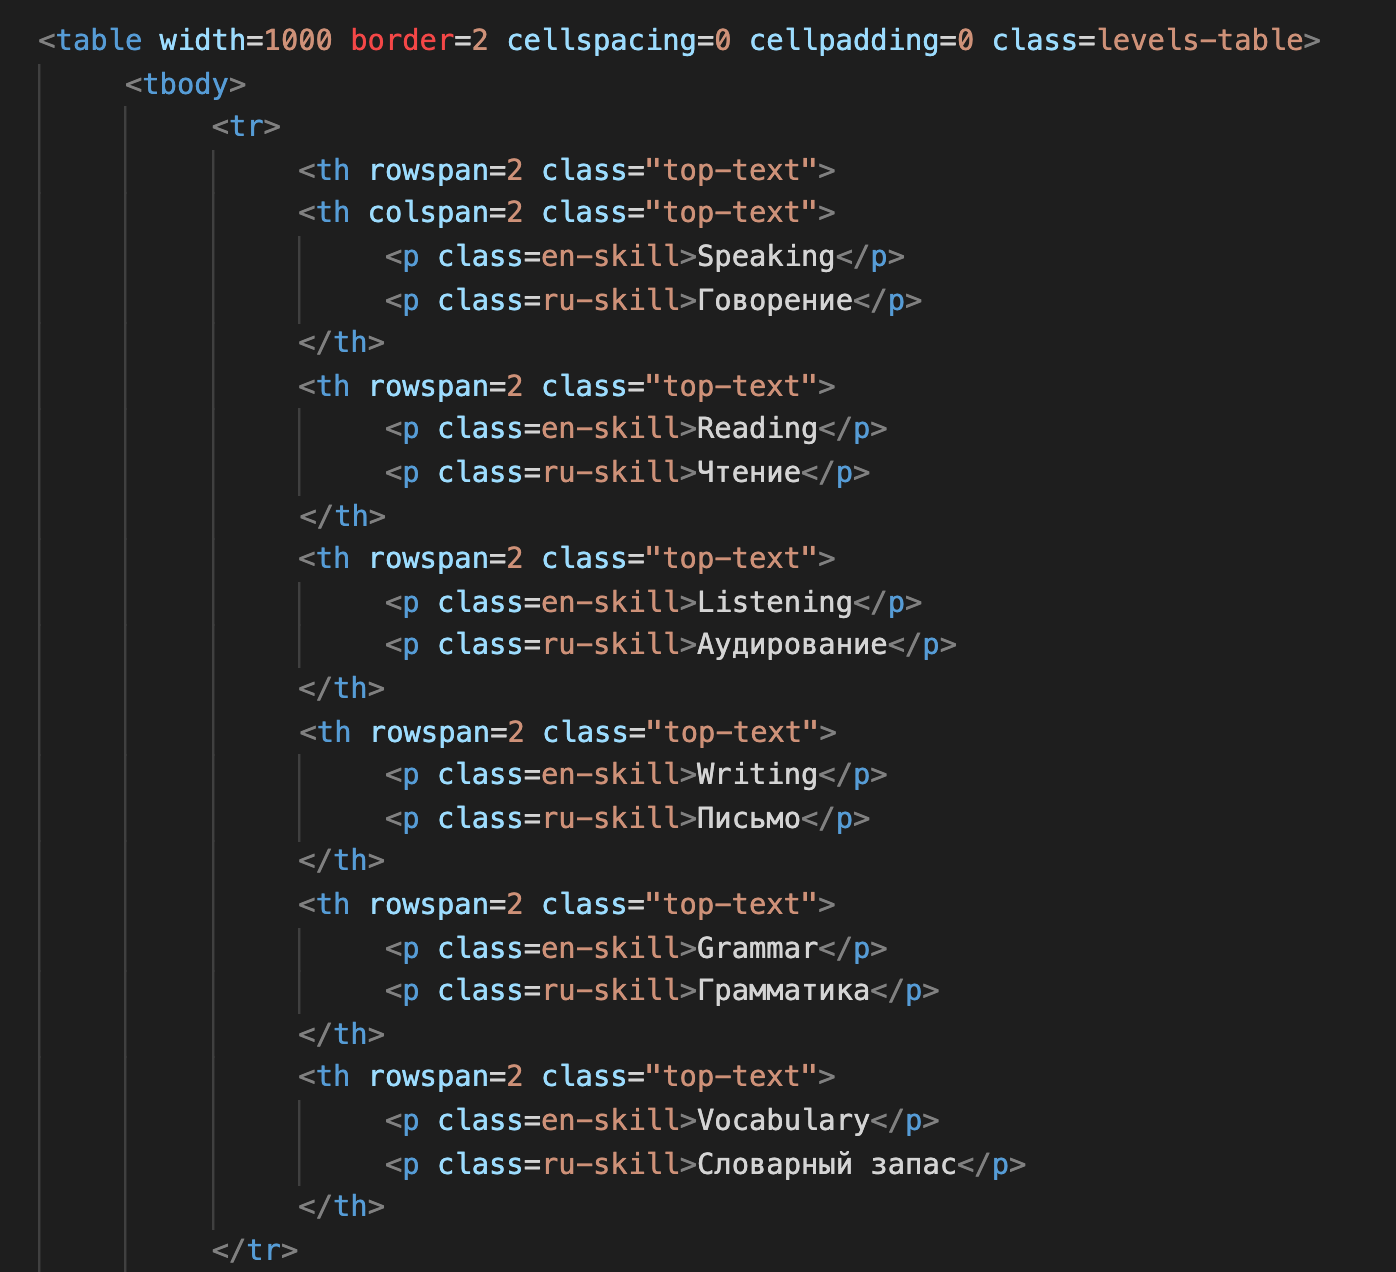 <table width=1000 border=2 cellspacing=0 cellpadding=0 class=levels-table>
<tbody>
<tr>
<th rowspan=2 class="top-text">
<th colspan=2 class="top-text">
<p class=en-skill>Speaking</p>
<p class=ru-skill>Говорение</p>
</th>
<th rowspan=2 class="top-text">
<p class=en-skill>Reading</p>
<p class=ru-skill>Чтение</p>
</th>
<th rowspan=2 class="top-text">
<p class=en-skill>Listening</p>
<p class=ru-skill>Аудирование</p>
</th>
<th rowspan=2 class="top-text">
<p class=en-skill>Writing</p>
<p class=ru-skill>Письмо</p>
</th>
<th rowspan=2 class="top-text">
<p class=en-skill>Grammar</p>
<p class=ru-skill>Грамматика</p>
</th>
<th rowspan=2 class="top-text">
<p class=en-skill>Vocabulary</p>
<p class=ru-skill>Словарный запас</p>
</th>
</tr>